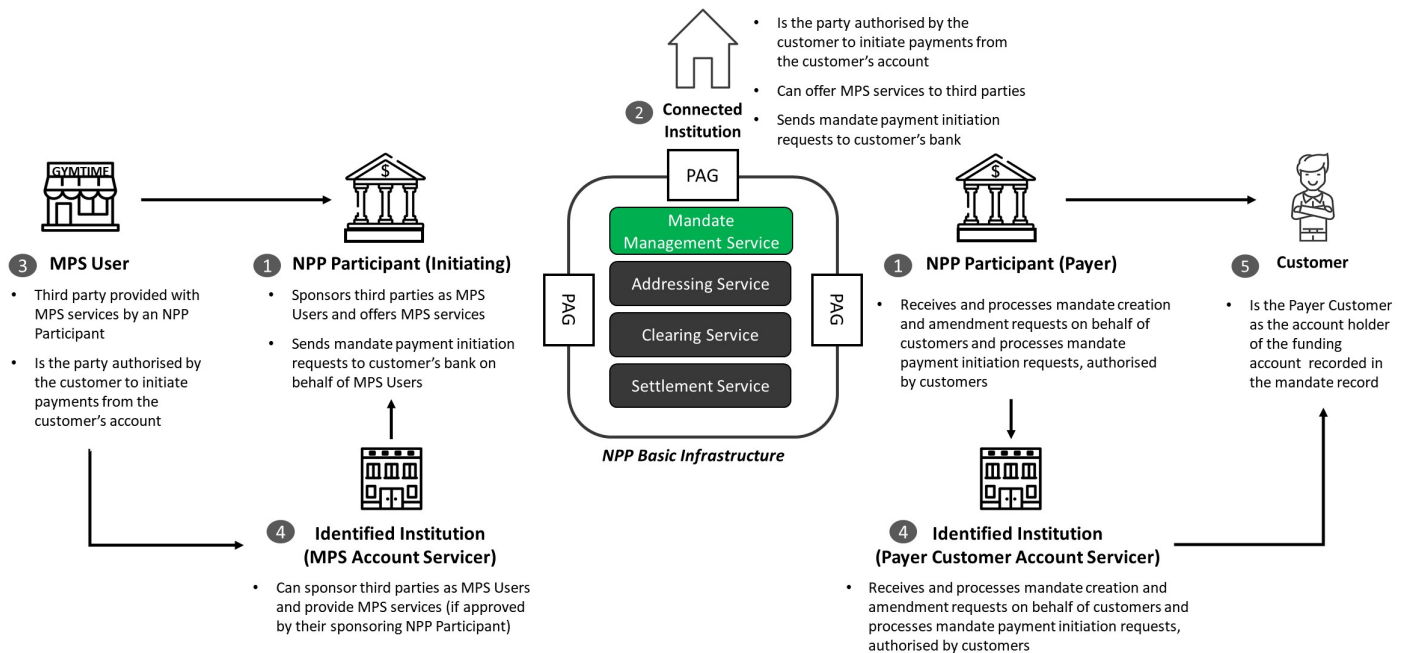 2
Connected
Institution
• Is the party authorised by the
customer to initiate payments from
the customer's account
• Can offer MPS services to third parties
• Sends mandate payment initiation
requests to customer's bank
GYMTIME
3 MPS User
• Third party provided with
MPS services by an NPP
Participant
• Is the party authorised by
the customer to initiate
payments from the
customer's account
$
1 NPP Participant (Initiating)
• Sponsors third parties as MPS
Users and offers MPS services
• Sends mandate payment initiation
requests to customer's bank on
behalf of MPS Users
4 Identified Institution
(MPS Account Servicer)
• Can sponsor third parties as MPS Users
and provide MPS services (if approved
by their sponsoring NPP Participant)
PAG
Mandate
Management Service
Addressing Service
Clearing Service
Settlement Service
PAG
PAG
NPP Basic Infrastructure
$
1 NPP Participant (Payer)
• Receives and processes mandate creation
and amendment requests on behalf of
customers and processes mandate
payment initiation requests, authorised
by customers
4 Identified Institution
(Payer Customer Account Servicer)
• Receives and processes mandate creation and
amendment requests on behalf of customers and
processes mandate payment initiation requests,
authorised by customers
5 Customer
• Is the Payer Customer
as the account holder
of the funding
account recorded in
the mandate record